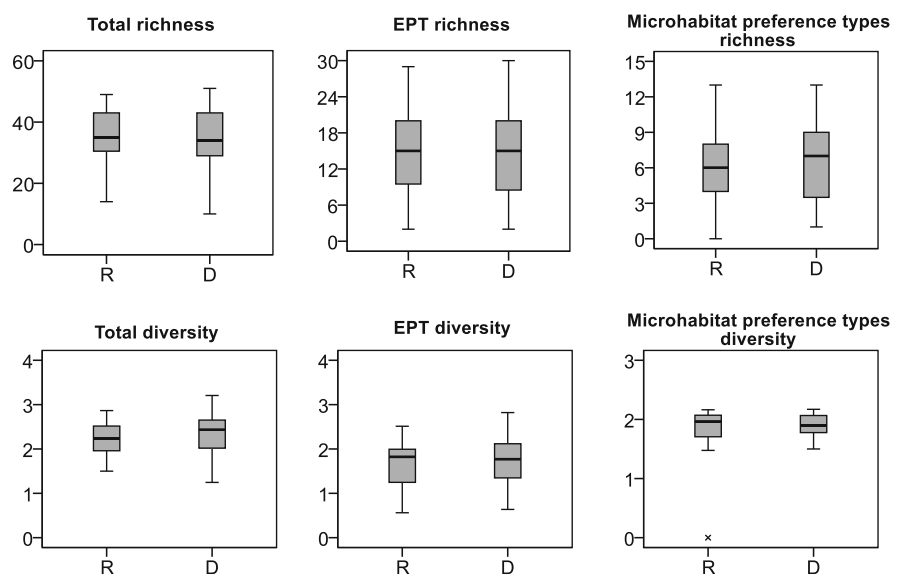 Total richness
60
40
20
0
R D
EPT richness
30
24
18
12
6
0
R D
Microhabitat preference types
richness
15
12
9
6
3
0
R D
Total diversity
4
3
2
1
0
R D
EPT diversity
4
3
2
1
0
R D
Microhabitat preference types
diversity
3
2
1
0
R D